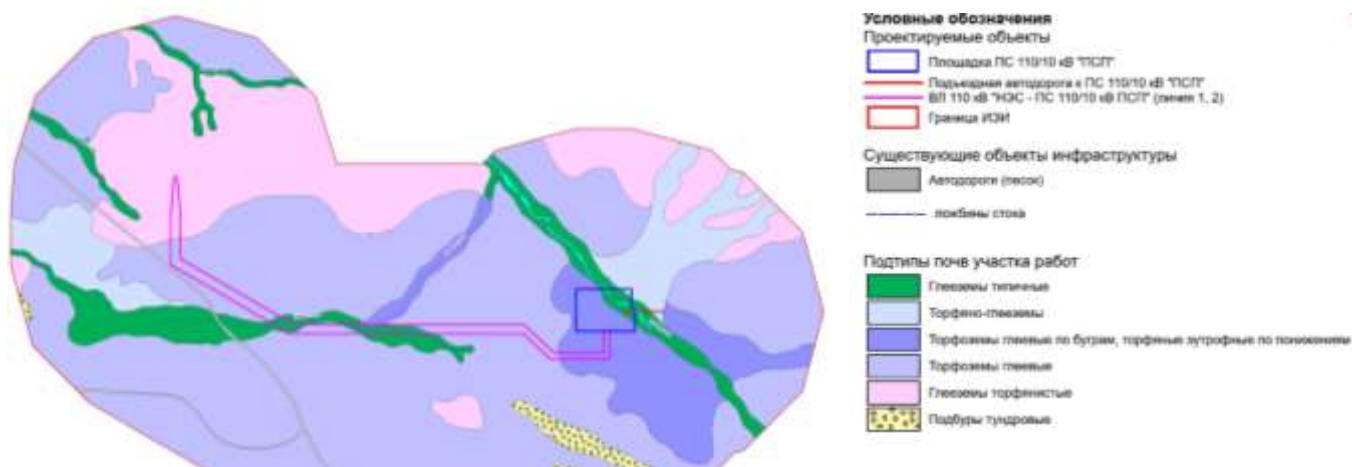 Условные обозначения
Проектируемые объекты
Площадка ПС 110/10 кВ "ПСП"
Подъездная автодорога к ПС 110/10 кВ "ПСП"
ВЛ 110 кВ "НЭС - ПС 110/10 кВ ПСП" (линия 1, 2)
Граница ИЭИ
Существующие объекты инфраструктуры
Автодороги (песок)
ложбины стока
Подтипы почв участка работ
Глееземы типичные
Торфяно-глееземы
Торфоземы глеевые по буграм, торфяные эутрофные по понижениям
Торфоземы глеевые
Глееземы торфянистые
Подбуры тундровые